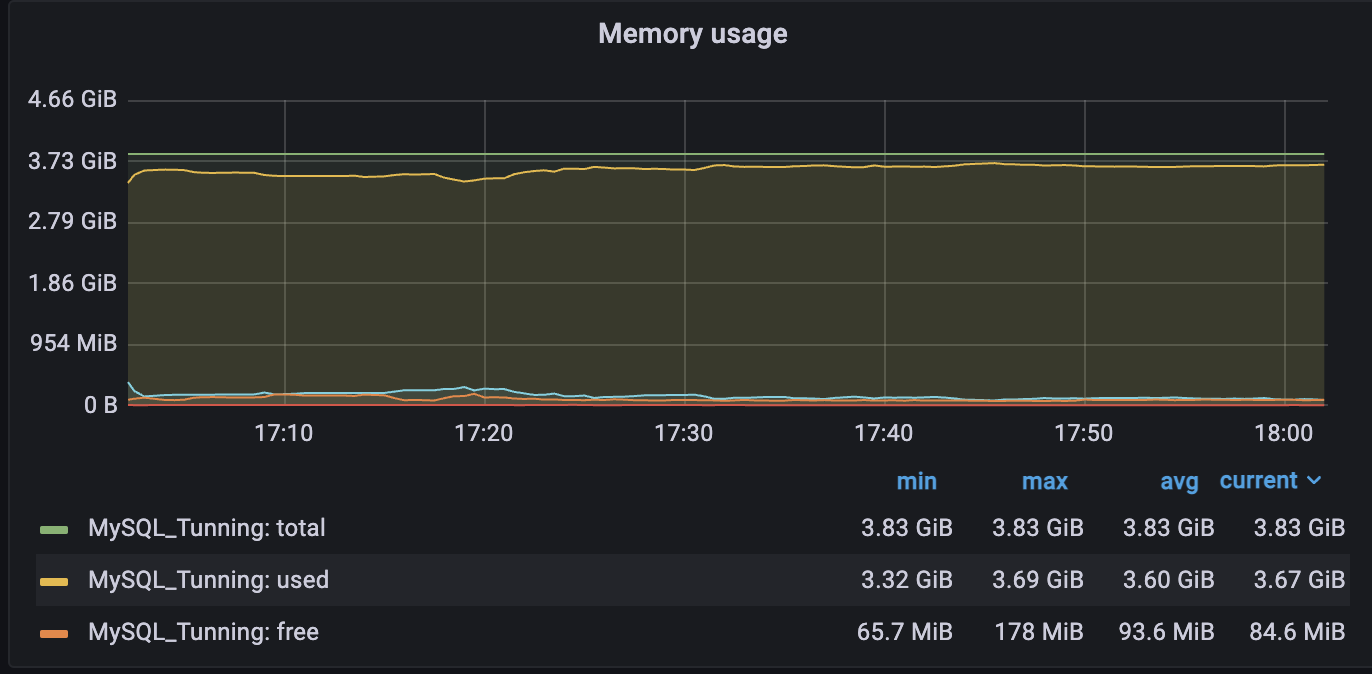 Memory usage
4.66 GiB
3.73 GiB
2.79 GiB
1.86 GiB
954 MiB
0 B
17:10 17:20 17:30 17:40 17:50 18:00
min max avg current
MySQL_Tunning: total 3.83 GiB 3.83 GiB 3.83 GiB 3.83 GiB
MySQL_Tunning: used 3.32 GiB 3.69 GiB 3.60 GiB 3.67 GiB
MySQL_Tunning: free 65.7 MiB 178 MiB 93.6 MiB 84.6 MiB